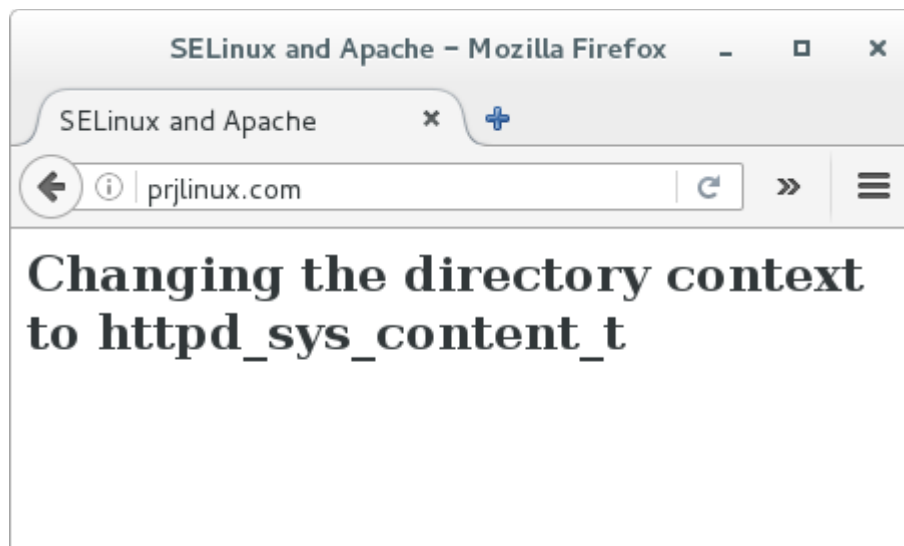 SELinux and Apache – Mozilla Firefox
SELinux and Apache
prjlinux.com
Changing the directory context
to httpd_sys_content_t